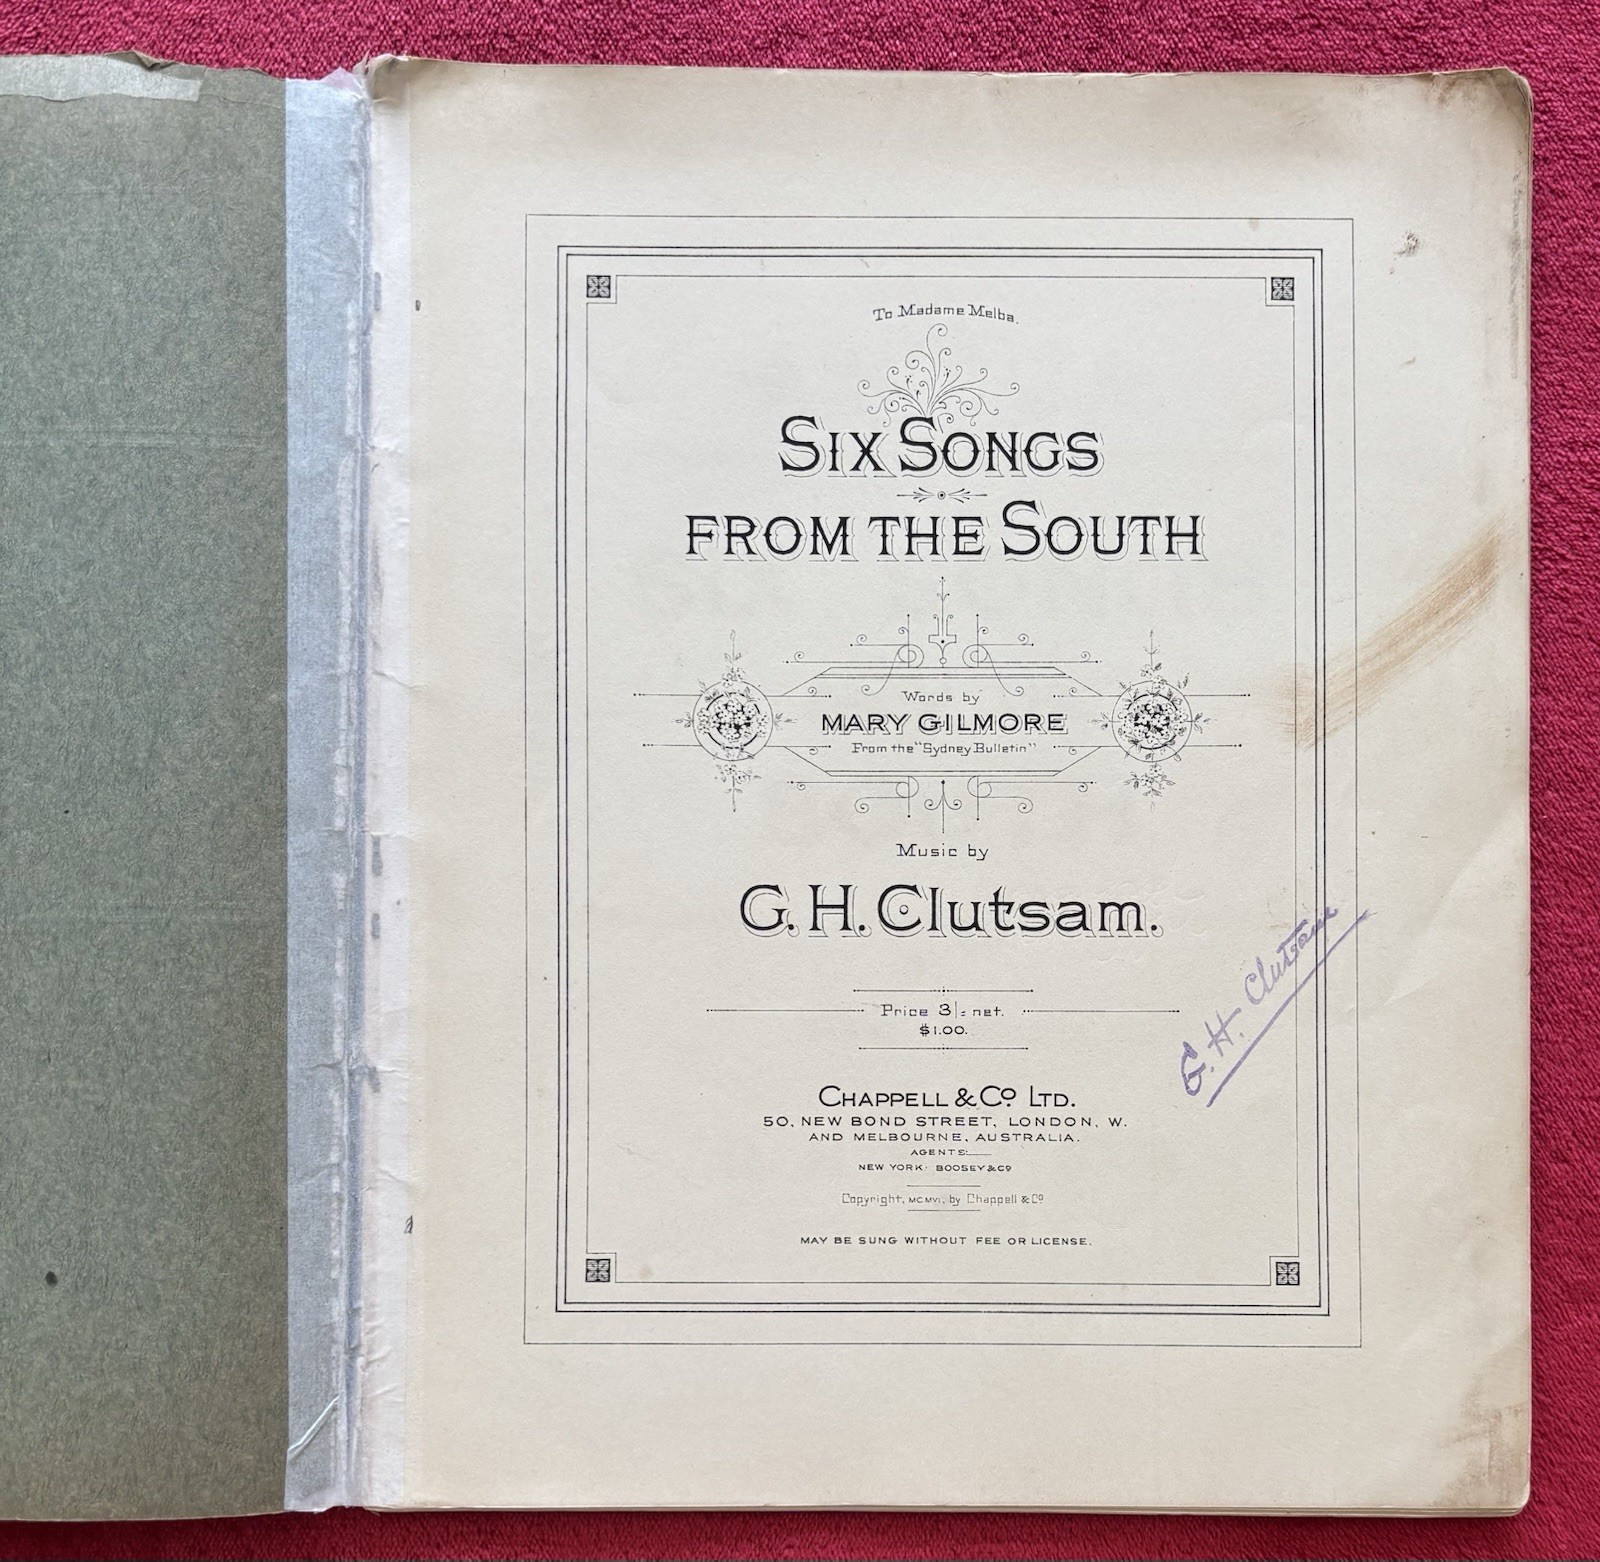 To Madame Melba.
SIX SONGS
FROM THE SOUTH
Words by
MARY GILMORE
From the "Sydney Bulletin"
Music by
G. H. Clutsam.
Price 3/- net.
$1.00.
CHAPPELL & Co. LTD.
50, NEW BOND STREET, LONDON, W.
AND MELBOURNE, AUSTRALIA.
AGENTS:—
NEW YORK: BOOSEY & Co
Copyright, MCMVI, by Chappell & Co.
MAY BE SUNG WITHOUT FEE OR LICENSE.
G. H. Clutsam